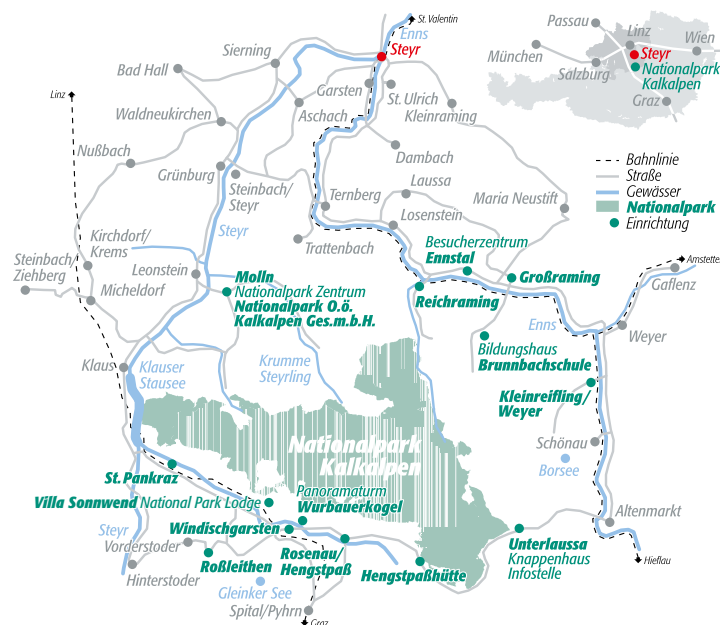 St. Valentin
Enns
Steyr
Sierning
Bad Hall
Linz
Garsten
St. Ulrich
Kleinraming
Aschach
Waldneukirchen
Dambach
Nußbach
Grünburg
Steinbach/
Steyr
Ternberg
Laussa
Maria Neustift
Losenstein
Steyr
Trattenbach
Kirchdorf/
Krems
Steinbach/
Ziehberg
Leonstein
Micheldorf
Molln
Nationalpark Zentrum
Nationalpark O.ö.
Kalkalpen Ges.m.b.H.
Besucherzentrum
Ennstal
Großraming
Reichraming
Amstetten
Gaflenz
Enns
Weyer
Klaus
Klauser
Stausee
Krumme
Steyrling
Bildungshaus
Brunnbachschule
Kleinreifling/
Weyer
Nationalpark
Kalkalpen
Schönau
Borsee
St. Pankraz
Villa Sonnwend National Park Lodge
Panoramaturm
Wurbauerkogel
Windischgarsten
Steyr
Vorderstoder
Hinterstoder
Roßleithen
Rosenau/
Hengstpaß
Hengstpaßhütte
Gleinker See
Spital/Pyhrn
Graz
Unterlaussa
Knappenhaus
Infostelle
Altenmarkt
Hieflau
Passau
Linz
Wien
München
Steyr
Salzburg
Nationalpark
Kalkalpen
Graz
Bahnlinie
Straße
Gewässer
Nationalpark
Einrichtung